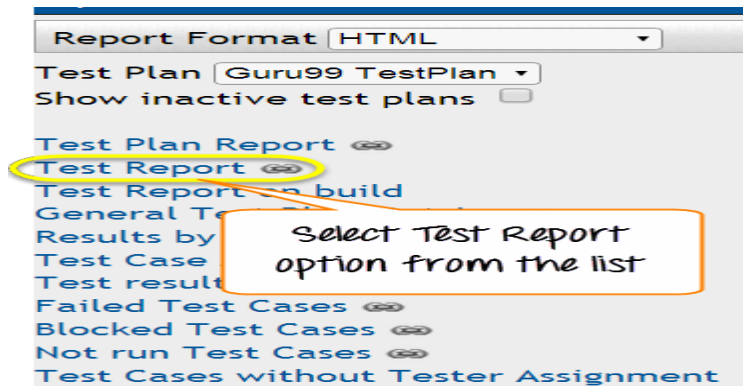 Report Format HTML
Test Plan Guru99 TestPlan
Show inactive test plans
Test Plan Report
Test Report
Test Report on build
General Test
Results by
Test Case
Test result
Failed Test Cases
Blocked Test Cases
Not run Test Cases
Test Cases without Tester Assignment
Select Test Report
option from the list